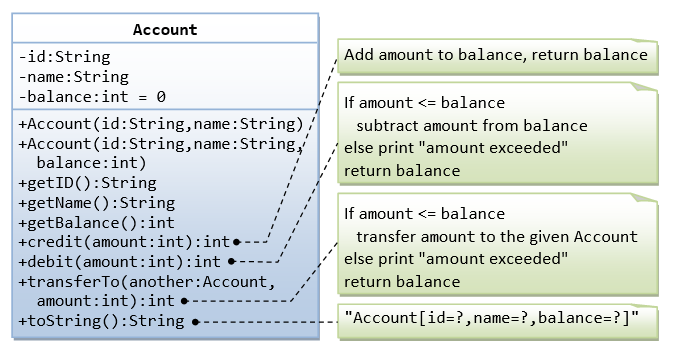 Account
-id:String
-name:String
-balance:int = 0
+Account(id:String,name:String)
+Account(id:String,name:String,
balance:int)
+getID():String
+getName():String
+getBalance():int
+credit(amount:int):int
+debit(amount:int):int
+transferTo(another:Account,
amount:int):int
+toString():String
Add amount to balance, return balance
If amount <= balance
subtract amount from balance
else print "amount exceeded"
return balance
If amount <= balance
transfer amount to the given Account
else print "amount exceeded"
return balance
"Account[id=?,name=?,balance=?]"